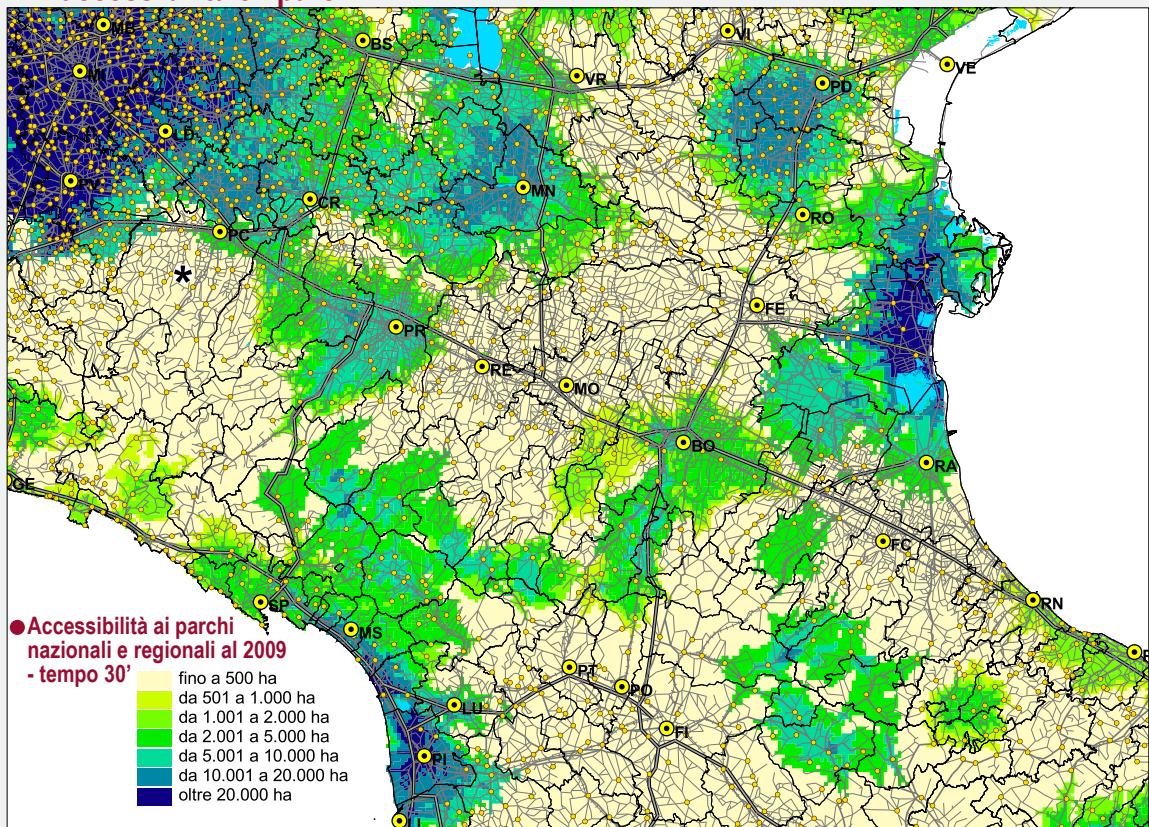 MB
BS
VI
VE
MI
VR
PD
LD
PV
MN
CR
RO
PC
*
FE
PR
RE
MO
BO
RA
GE
FC
RN
SP
MS
Accessibilità ai parchi
nazionali e regionali al 2009
- tempo 30’
fino a 500 ha
da 501 a 1.000 ha
da 1.001 a 2.000 ha
da 2.001 a 5.000 ha
da 5.001 a 10.000 ha
da 10.001 a 20.000 ha
oltre 20.000 ha
PT
PO
LU
FI
PI